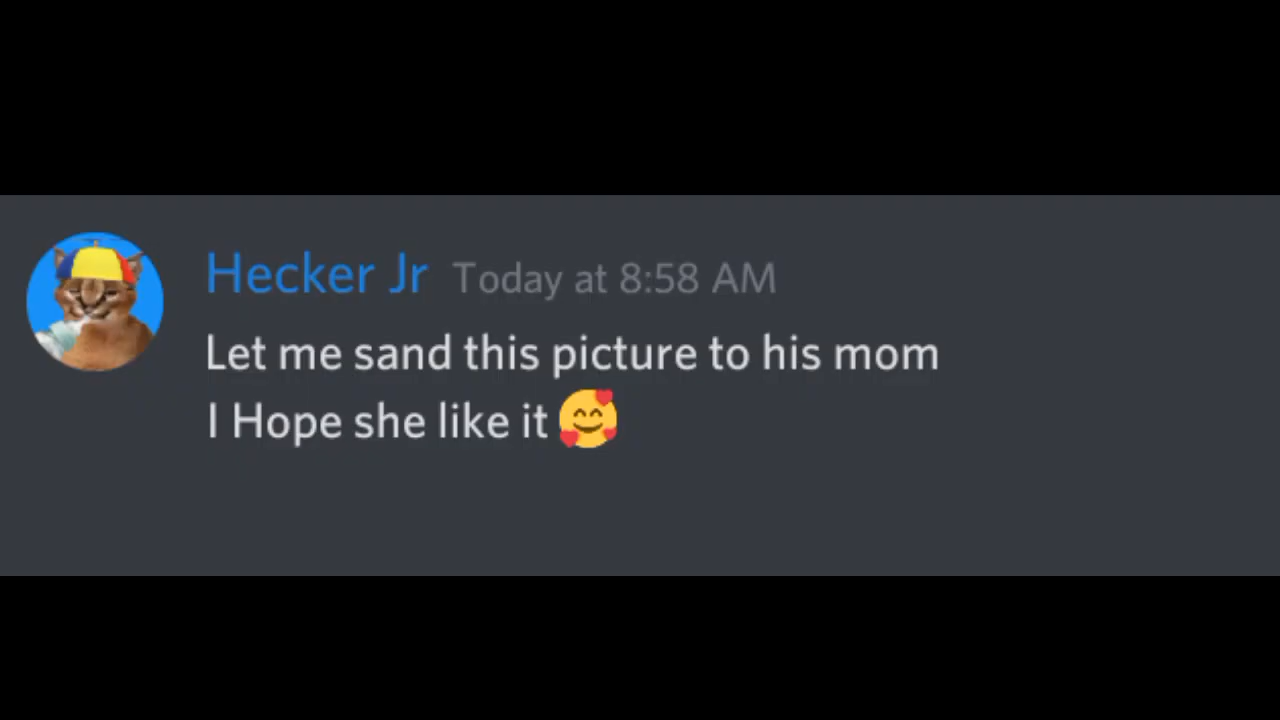 Hecker Jr Today at 8:58 AM
Let me sand this picture to his mom
I Hope she like it 🥰